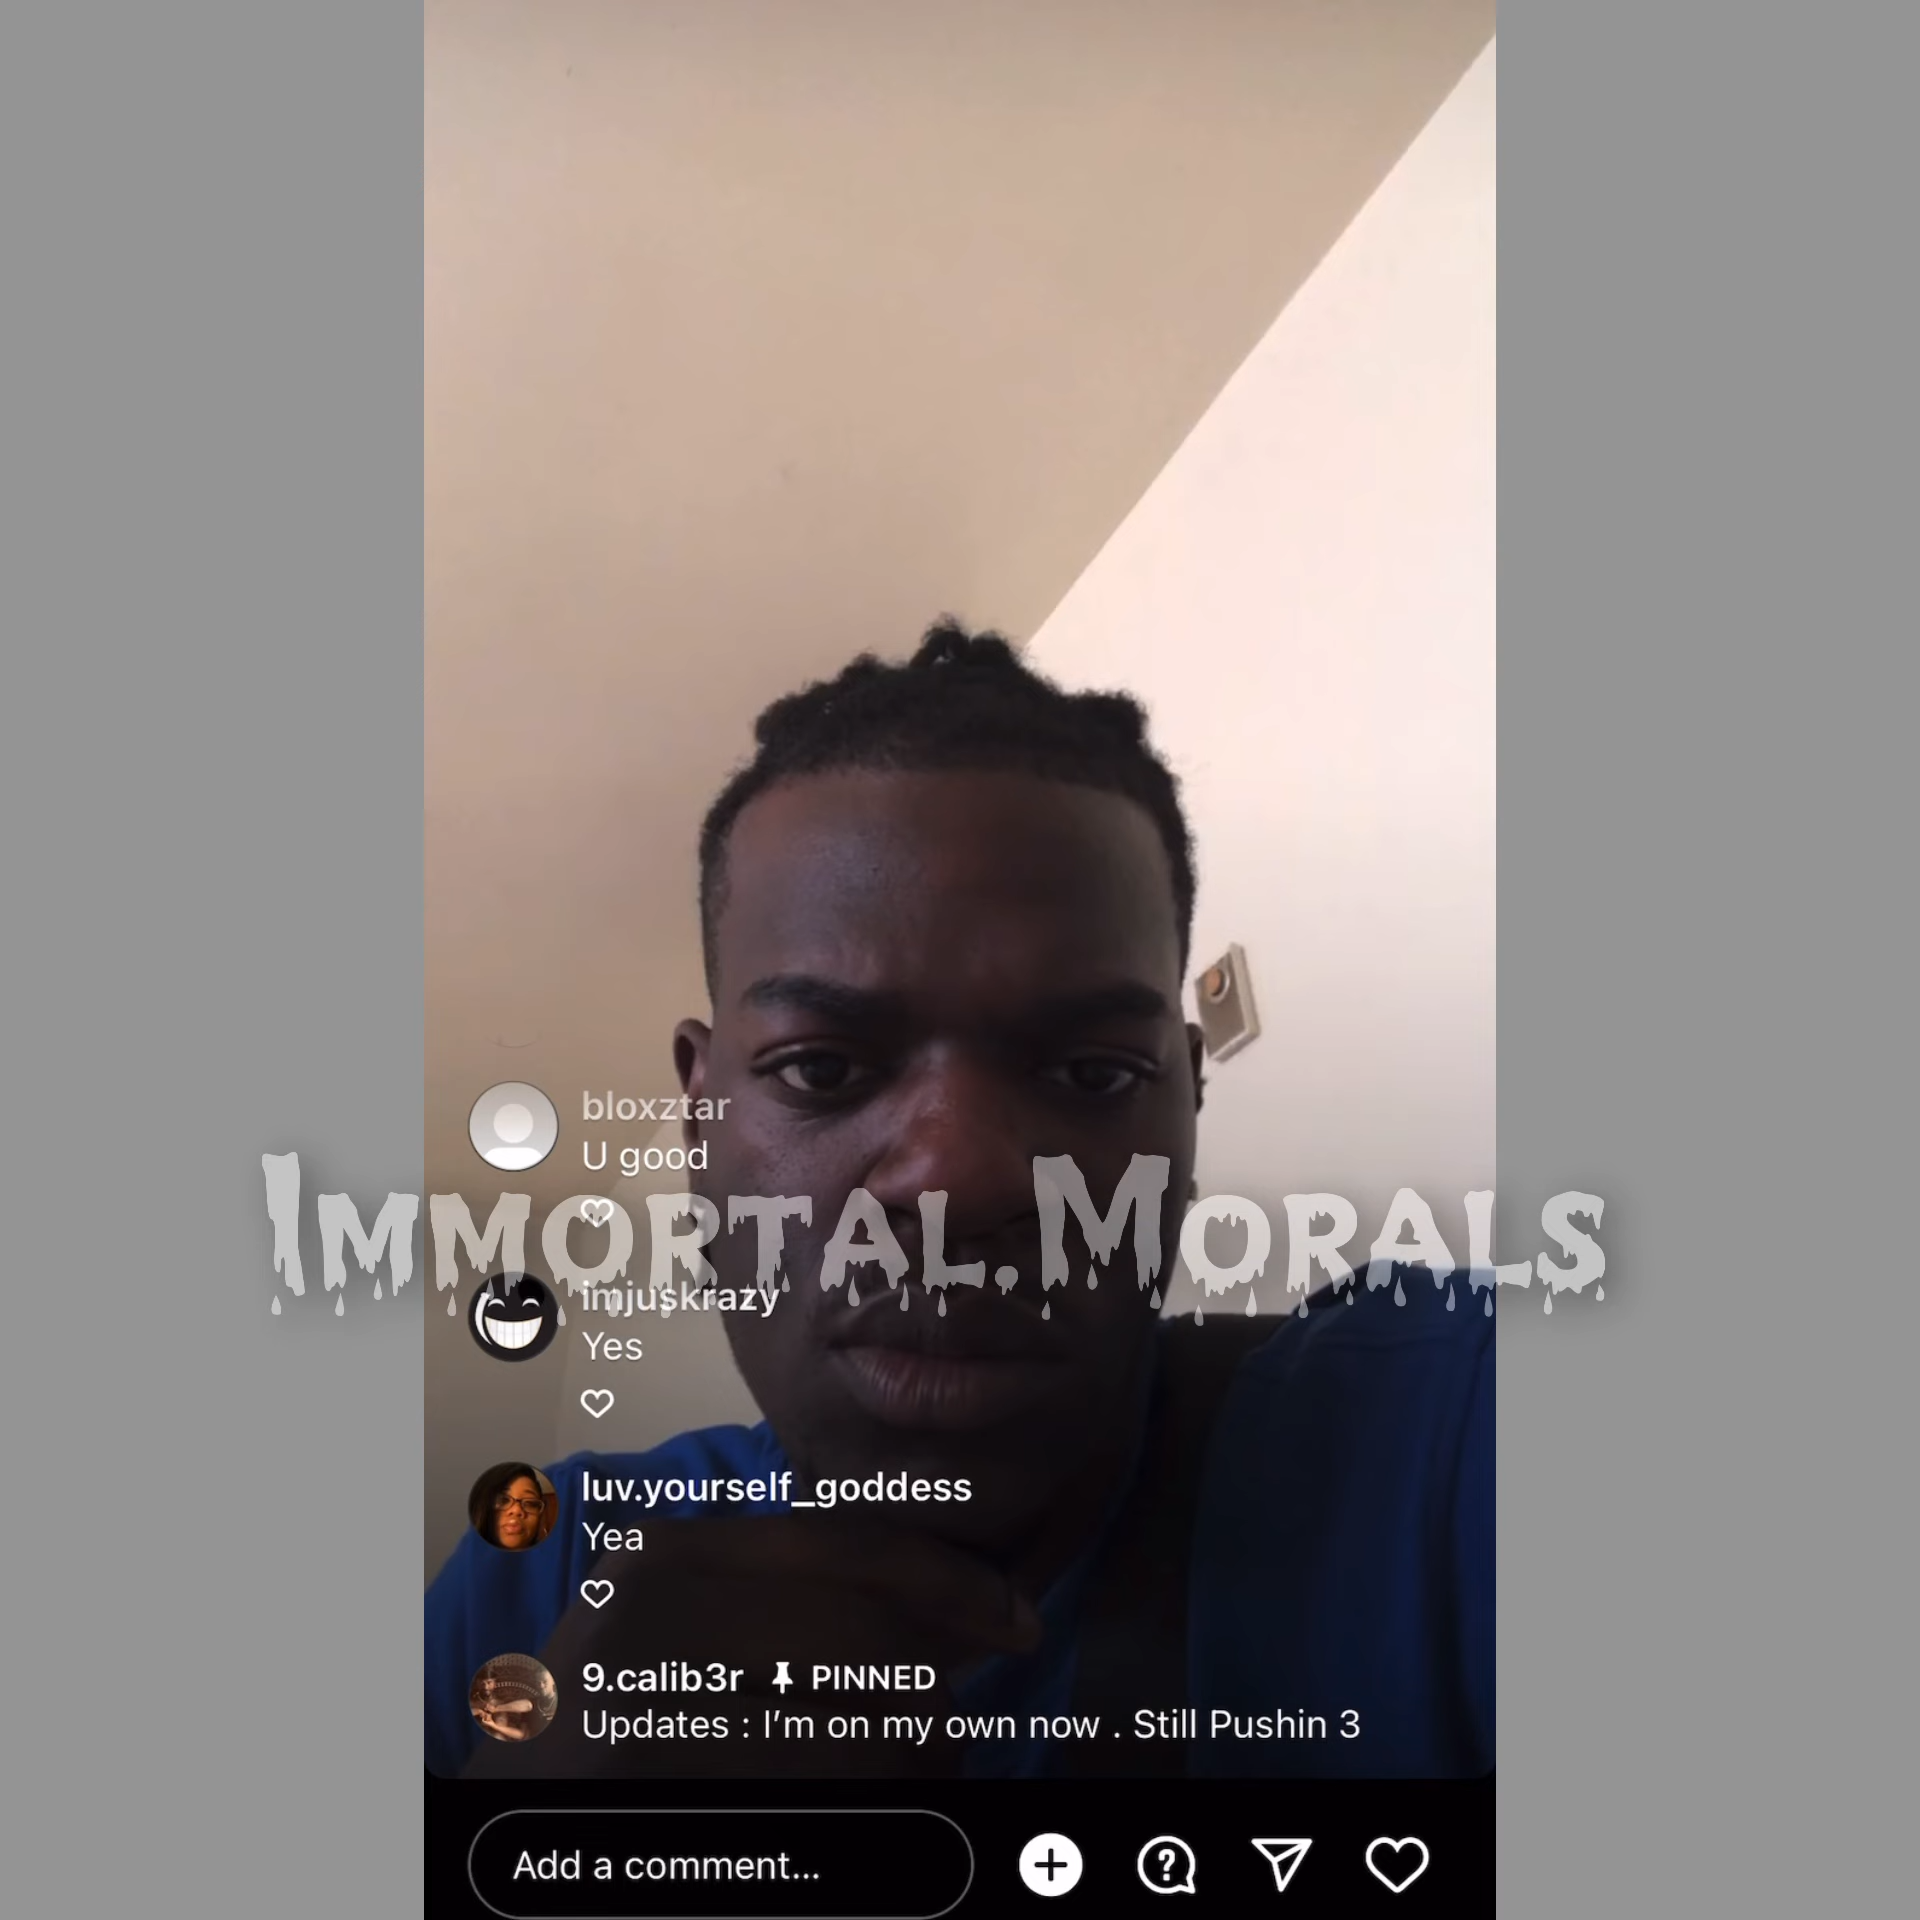 bloxztar
U good
Immortal.Morals
imjuskrazy
Yes
luv.yourself_goddess
Yea
9.calib3r PINNED
Updates : I’m on my own now . Still Pushin 3
Add a comment...